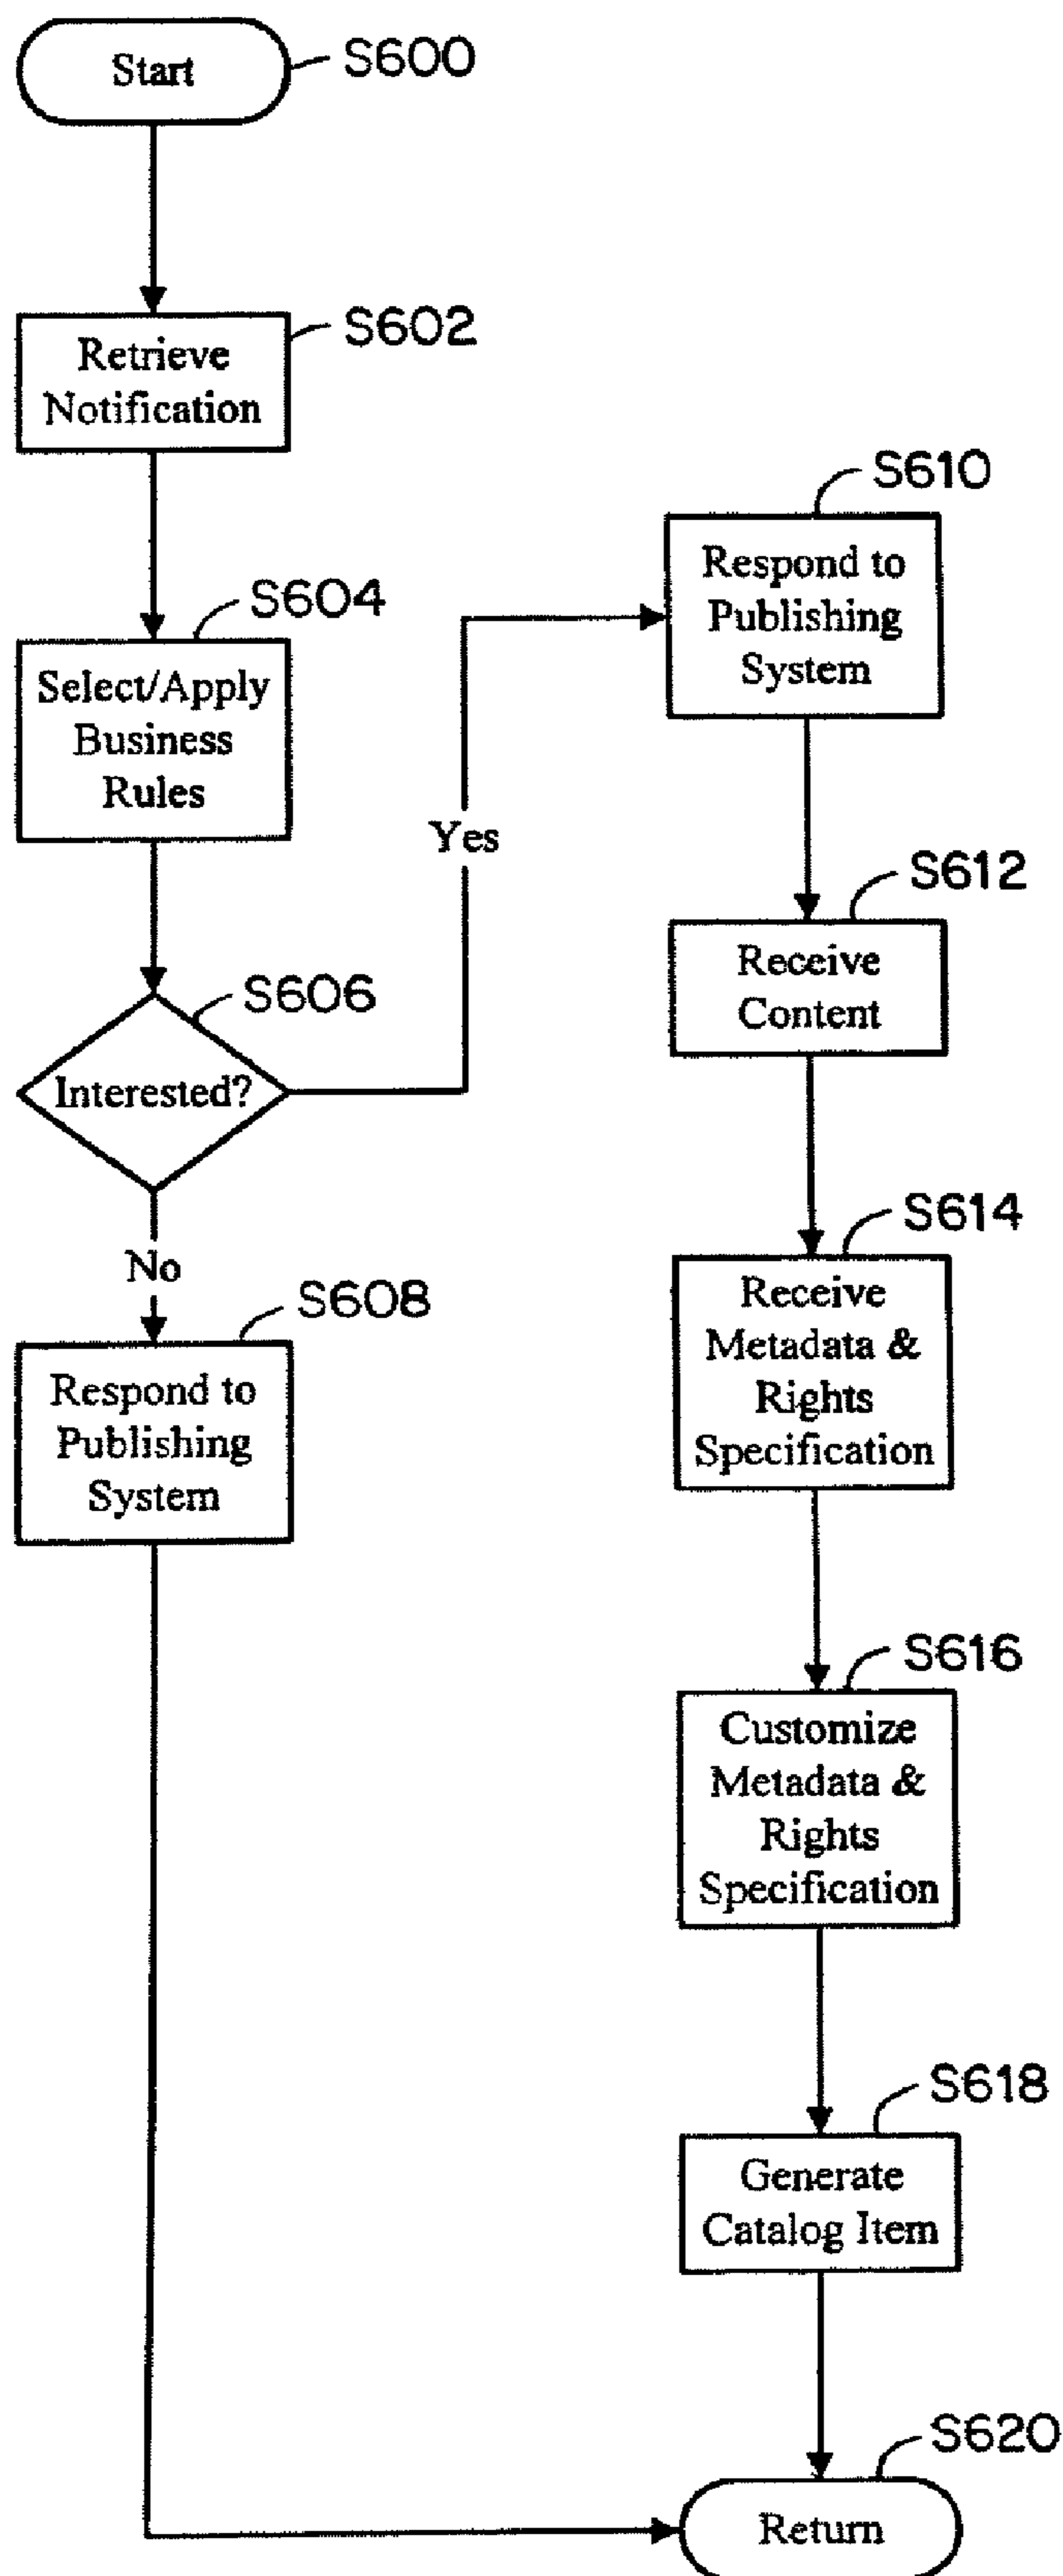 Start
S600
Retrieve
Notification
S602
Select/Apply
Business
Rules
S604
Interested?
S606
Yes
No
Respond to
Publishing
System
S608
Respond to
Publishing
System
S610
Receive
Content
S612
Receive
Metadata &
Rights
Specification
S614
Customize
Metadata &
Rights
Specification
S616
Generate
Catalog Item
S618
Return
S620